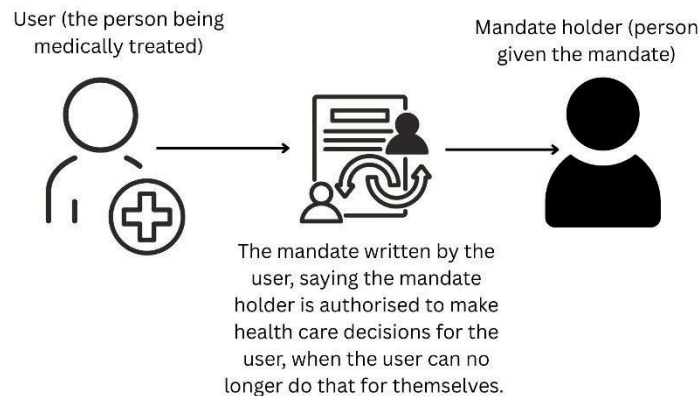 User (the person being
medically treated)
Mandate holder (person
given the mandate)
The mandate written by the
user, saying the mandate
holder is authorised to make
health care decisions for the
user, when the user can no
longer do that for themselves.